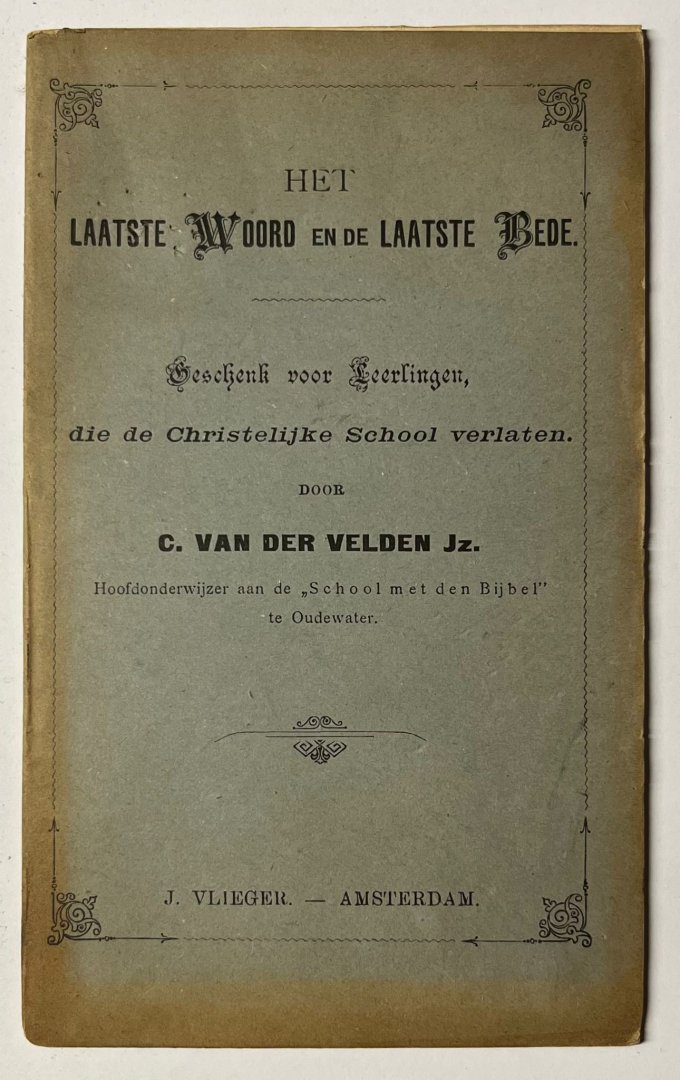 HET
LAATSTE WOORD EN DE LAATSTE BEDE.
Geschenk voor Leerlingen,
die de Christelijke School verlaten.
DOOR
C. VAN DER VELDEN Jz.
Hoofdonderwijzer aan de „School met den Bijbel”
te Oudewater.
J. VLIEGER. — AMSTERDAM.